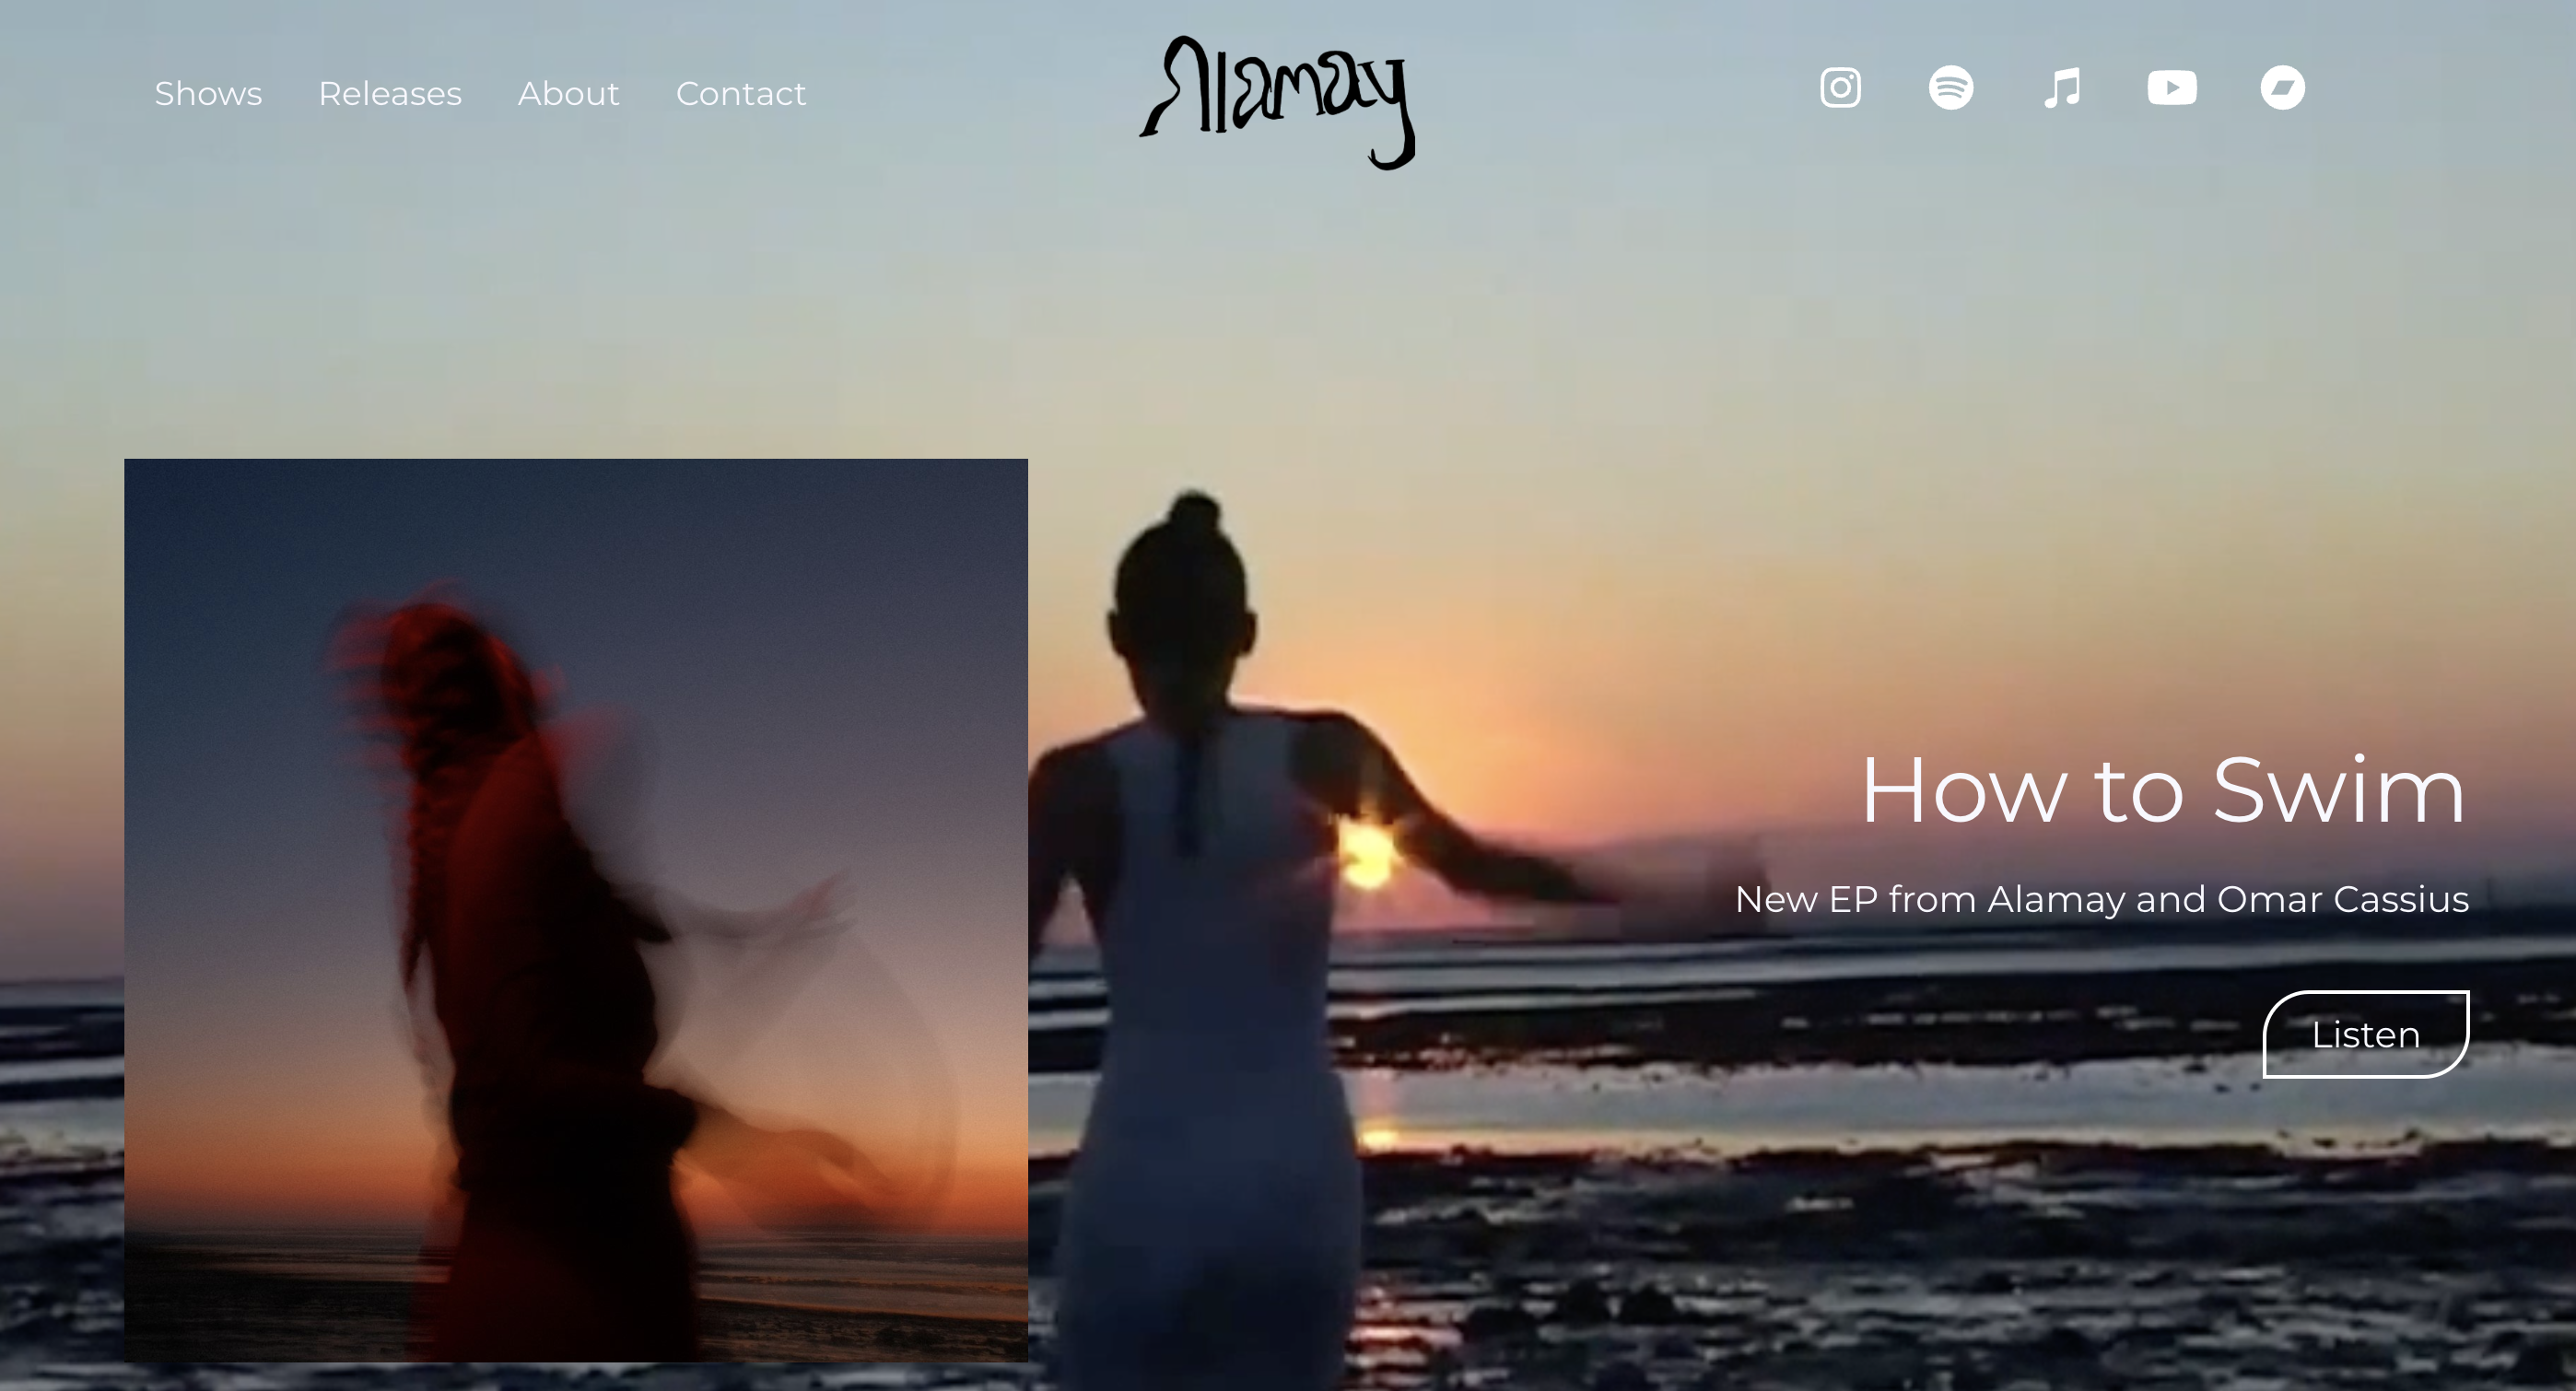 Shows Releases About Contact
Alamay
How to Swim
New EP from Alamay and Omar Cassius
Listen